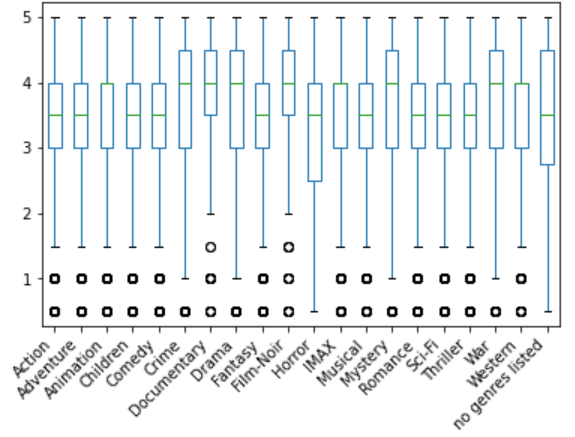 5
4
3
2
1
Action
Adventure
Animation
Children
Comedy
Crime
Documentary
Drama
Fantasy
Film-Noir
Horror
IMAX
Musical
Mystery
Romance
Sci-Fi
Thriller
War
Western
no genres listed